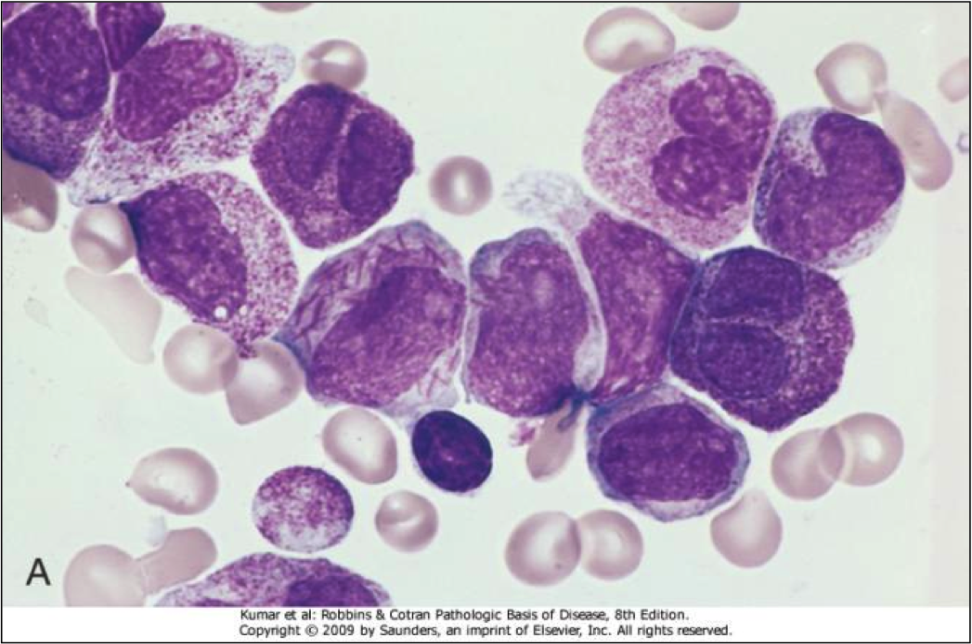 A
Kumar et al: Robbins & Cotran Pathologic Basis of Disease, 8th Edition.
Copyright © 2009 by Saunders, an imprint of Elsevier, Inc. All rights reserved.